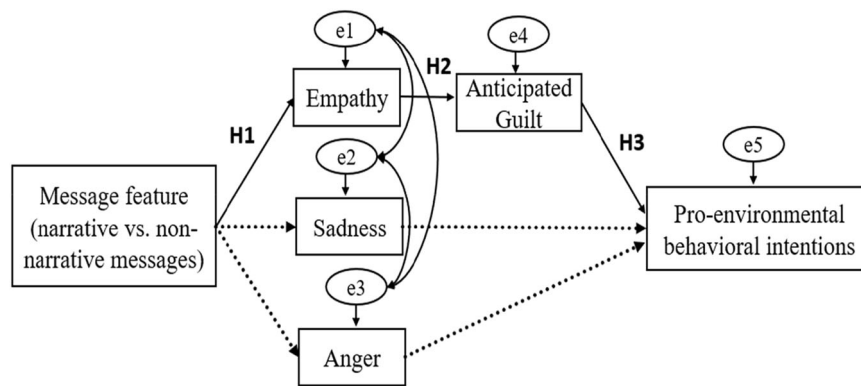 e1
e4
H2
Empathy
Anticipated
Guilt
H1
H3
e2
e5
Message feature
(narrative vs. non-
narrative messages)
Sadness
Pro-environmental
behavioral intentions
e3
Anger